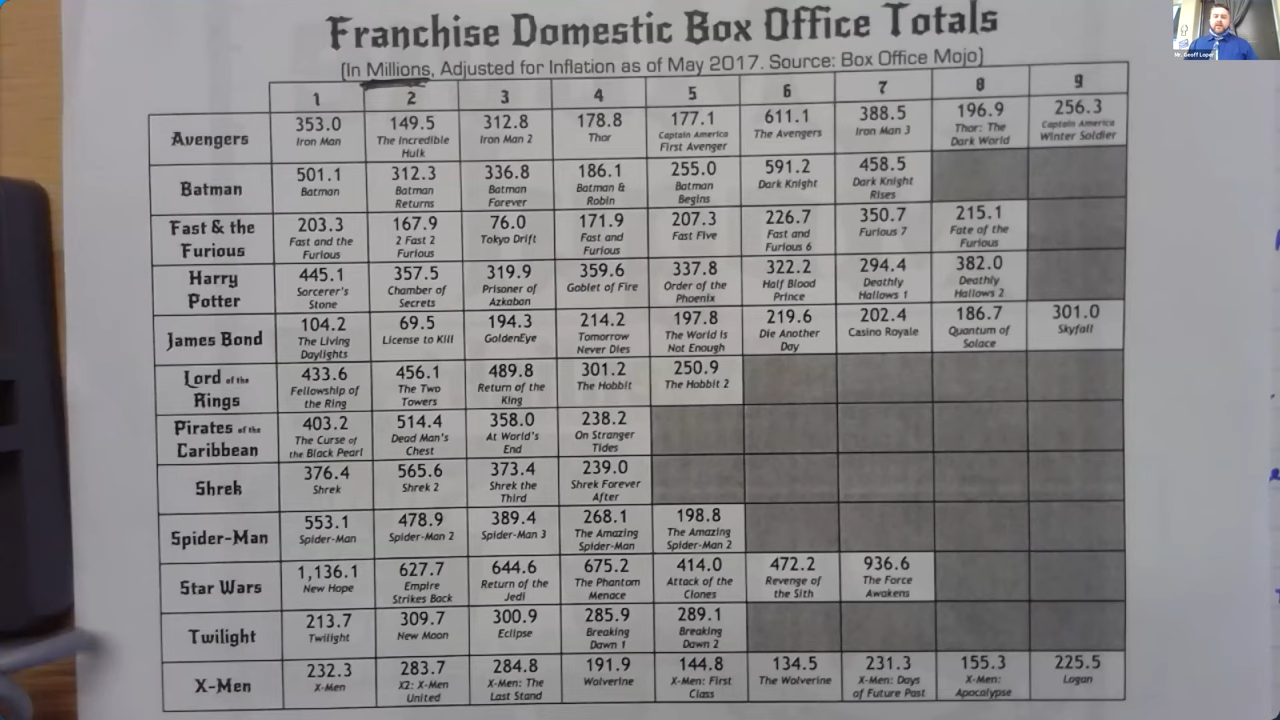 Franchise Domestic Box Office Totals
(In Millions, Adjusted for Inflation as of May 2017. Source: Box Office Mojo)
1 2 3 4 5 6 7 8 9
Avengers 353.0 149.5 312.8 178.8 177.1 611.1 388.5 196.9 256.3
Iron Man The Incredible Iron Man 2 Thor Captain America The Avengers Iron Man 3 Thor: The Captain America
Hulk First Avenger Dark World Winter Soldier
Batman 501.1 312.3 336.8 186.1 255.0 591.2 458.5
Batman Batman Batman Batman & Batman Dark Knight Dark Knight
Returns Forever Robin Begins Rises
Fast & the 203.3 167.9 76.0 171.9 207.3 226.7 350.7 215.1
Furious Fast and the 2 Fast 2 Tokyo Drift Fast and Fast Five Fast and Furious 7 Fate of the
Furious Furious Furious Furious 6 Furious
Harry 445.1 357.5 319.9 359.6 337.8 322.2 294.4 382.0
Potter Sorcerer's Chamber of Prisoner of Goblet of Fire Order of the Half Blood Deathly Deathly
Stone Secrets Azkaban Phoenix Prince Hallows 1 Hallows 2
James Bond 104.2 69.5 194.3 214.2 197.8 219.6 202.4 186.7 301.0
The Living License to Kill GoldenEye Tomorrow The World is Die Another Casino Royale Quantum of Skyfall
Daylights Never Dies Not Enough Day Solace
Lord of the 433.6 456.1 489.8 301.2 250.9
Rings Fellowship of The Two Return of the The Hobbit The Hobbit 2
the Ring Towers King
Pirates of the 403.2 514.4 358.0 238.2
Caribbean The Curse of Dead Man's At World's On Stranger
the Black Pearl Chest End Tides
Shrek 376.4 565.6 373.4 239.0
Shrek Shrek 2 Shrek the Shrek Forever
Third After
Spider-Man 553.1 478.9 389.4 268.1 198.8
Spider-Man Spider-Man 2 Spider-Man 3 The Amazing The Amazing
Spider-Man Spider-Man 2
Star Wars 1,136.1 627.7 644.6 675.2 414.0 472.2 936.6
New Hope Empire Return of the The Phantom Attack of the Revenge of The Force
Strikes Back Jedi Menace Clones the Sith Awakens
Twilight 213.7 309.7 300.9 285.9 289.1
Twilight New Moon Eclipse Breaking Breaking
Dawn 1 Dawn 2
X-Men 232.3 283.7 284.8 191.9 144.8 134.5 231.3 155.3 225.5
X-Men X2: X-Men X-Men: The Wolverine X-Men: First The Wolverine X-Men: Days X-Men: Logan
United Last Stand Class of Future Past Apocalypse
Mr. Geoff